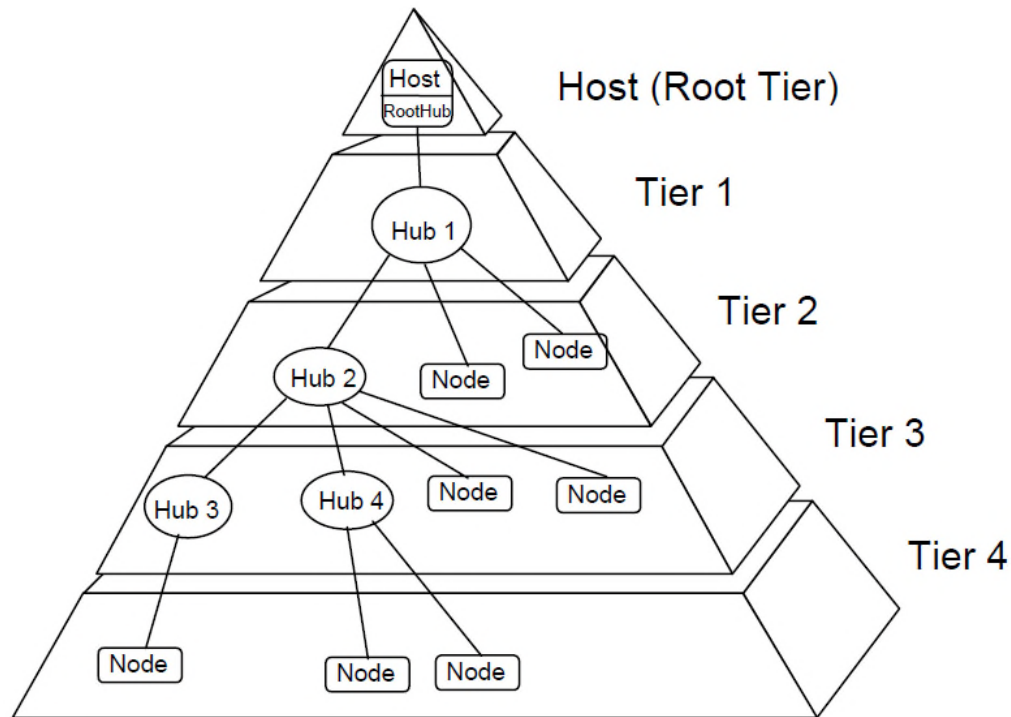 Host
RootHub
Host (Root Tier)
Hub 1
Tier 1
Hub 2
Node
Node
Tier 2
Hub 3
Hub 4
Node
Node
Tier 3
Node
Node
Node
Tier 4